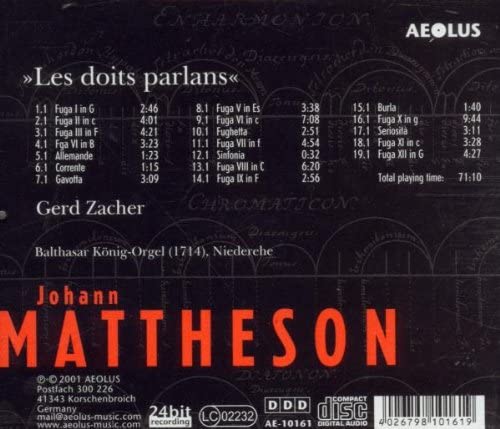 AEOLUS
»Les doits parlans«
1.1 Fuga I in G 2:46
2.1 Fuga II in c 4:01
3.1 Fuga III in F 4:21
4.1 Fga VI in B 3:23
5.1 Allemande 1:23
6.1 Corrente 1:15
7.1 Gavotta 3:09
8.1 Fuga V in Es 3:38
9.1 Fuga VI in c 7:08
10.1 Fughetta 2:51
11.1 Fuga VII in f 4:49
12.1 Sinfonia 0:32
13.1 Fuga VIII in C 6:20
14.1 Fuga IX in F 2:56
15.1 Burla 1:40
16.1 Fuga X in g 9:44
17.1 Seriosità 3:11
18.1 Fuga XI in c 3:28
19.1 Fuga XII in G 4:27
Total playing time: 71:10
Gerd Zacher
Balthasar König-Orgel (1714), Niederehe
Johann
MATTHESON
℗·© 2001 AEOLUS
Postfach 300 226
41343 Korschenbroich
Germany
mail@aeolus-music.com
www.aeolus-music.com
24bit
recording
LC 02232
DDD
AE-10161
COMPACT
disc
DIGITAL AUDIO
4 026798 101619